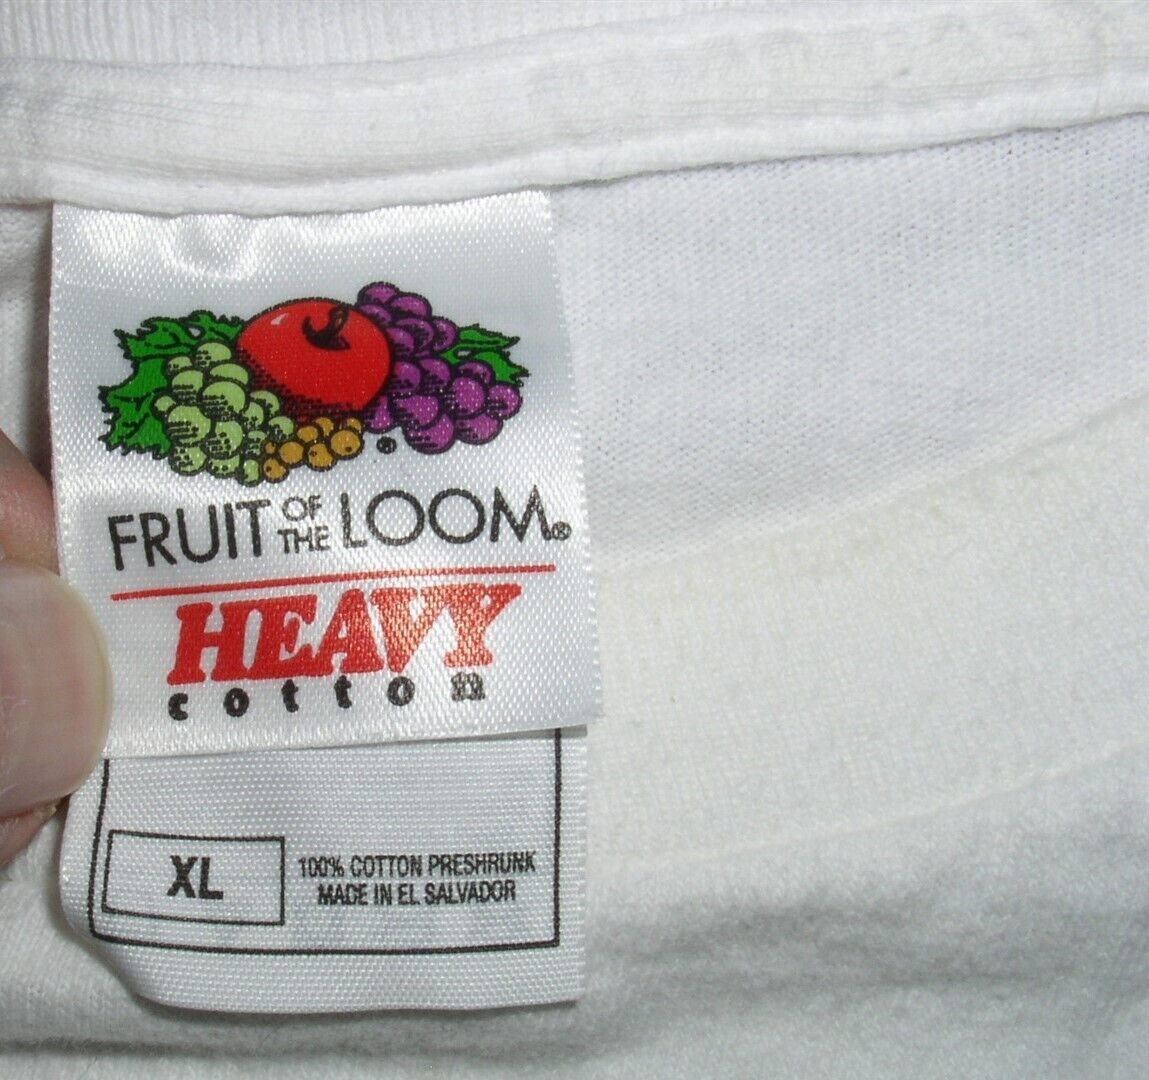 ®
FRUIT OF THE LOOM®
HEAVY
cotton
XL
100% COTTON PRESHRUNK
MADE IN EL SALVADOR